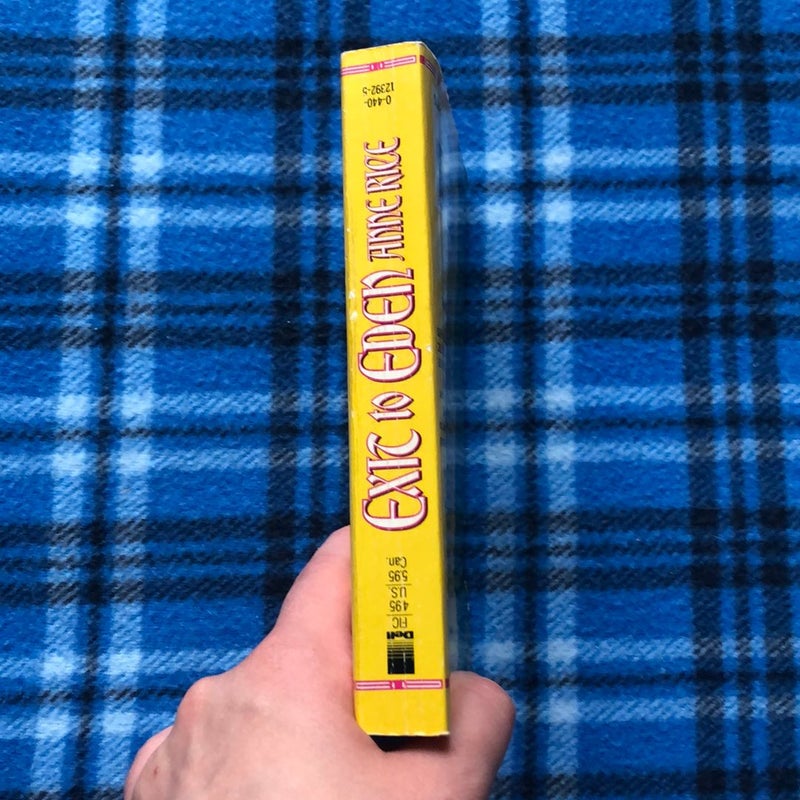 0-440-
12392-5
EXIT to EDEN ANNE RICE
FIC
4.95
U.S.
5.95
Can.
Dell